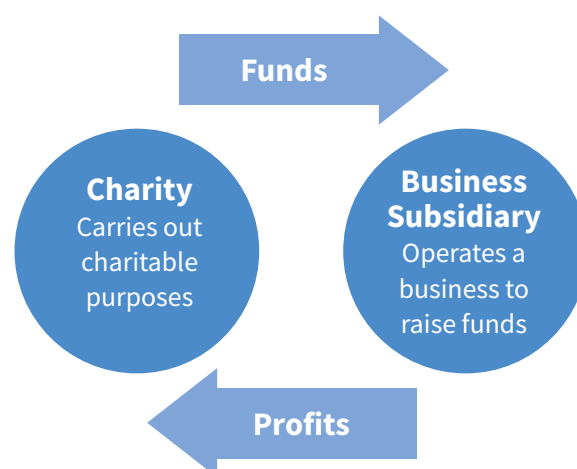 Funds
Charity
Carries out
charitable
purposes
Business
Subsidiary
Operates a
business to
raise funds
Profits